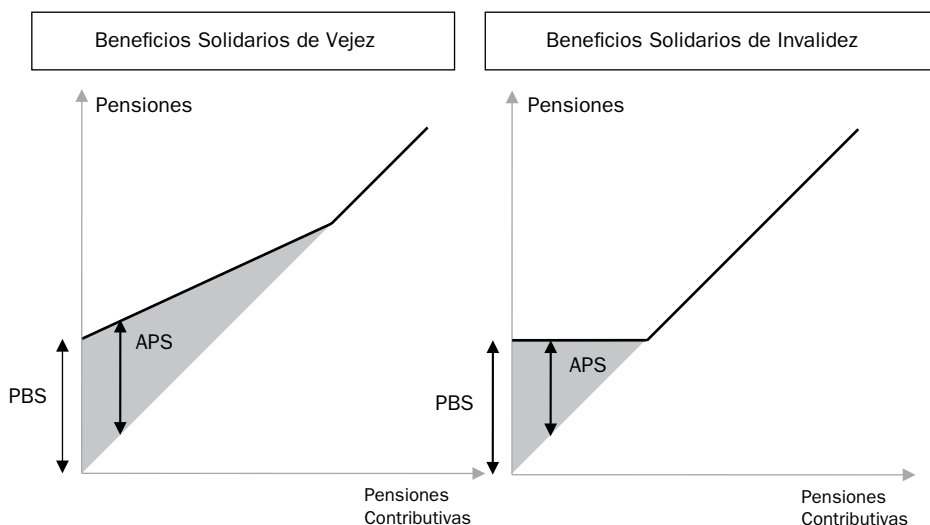 Beneficios Solidarios de Vejez
Pensiones
APS
PBS
Pensiones
Contributivas
Beneficios Solidarios de Invalidez
Pensiones
APS
PBS
Pensiones
Contributivas